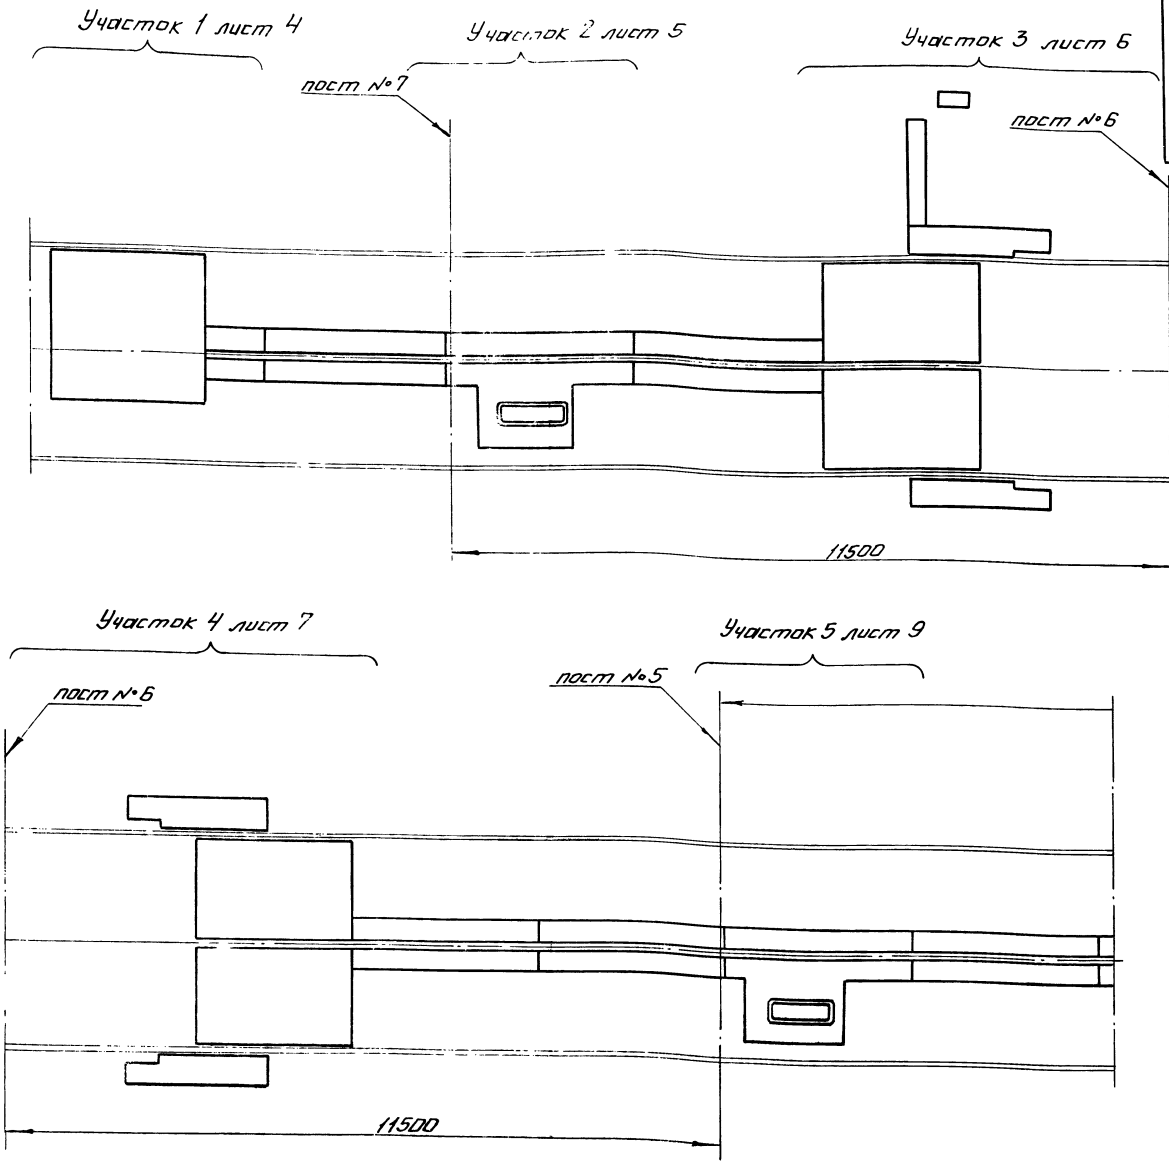 Участок 1 лист 4
Участок 2 лист 5
Участок 3 лист 6
пост №7
пост №6
11500
Участок 4 лист 7
Участок 5 лист 9
пост №6
пост №5
11500